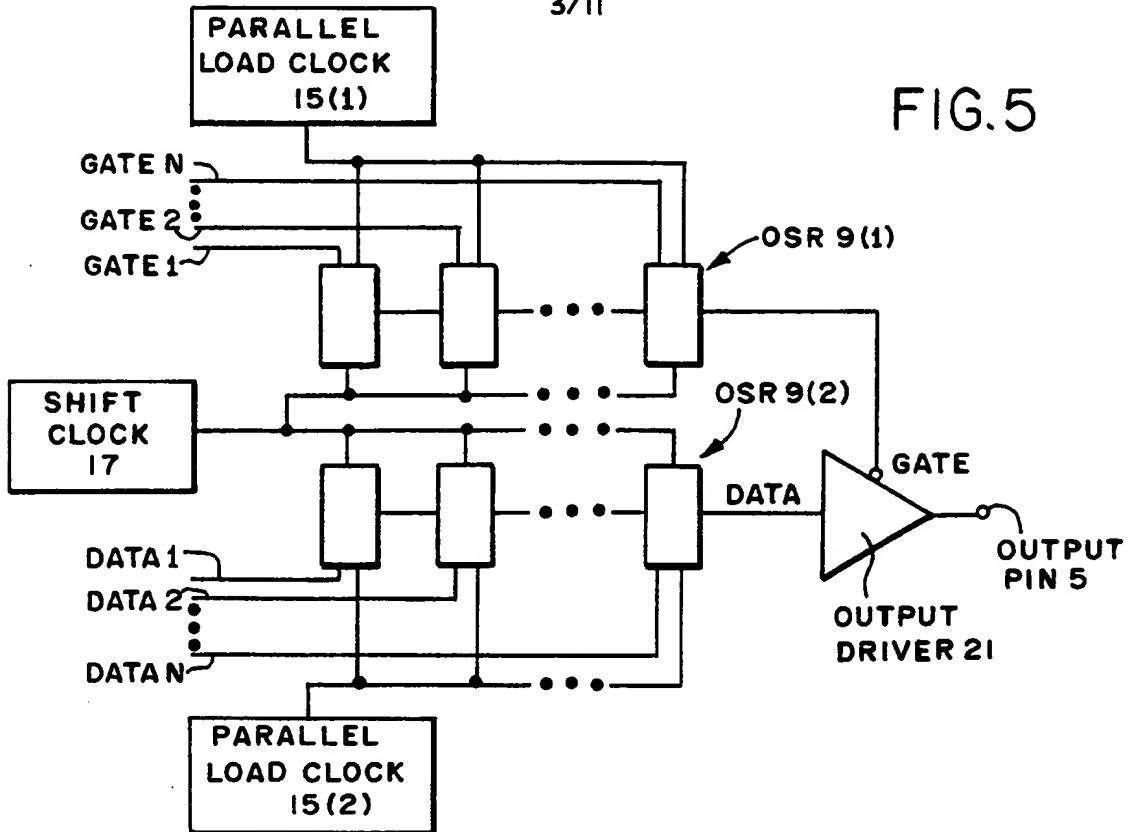 3/11
PARALLEL
LOAD CLOCK
15(1)
FIG.5
GATE N
GATE 2
GATE 1
OSR 9(1)
SHIFT
CLOCK
17
OSR 9(2)
GATE
DATA
OUTPUT
PIN 5
DATA 1
DATA 2
DATA N
OUTPUT
DRIVER 21
PARALLEL
LOAD CLOCK
15(2)